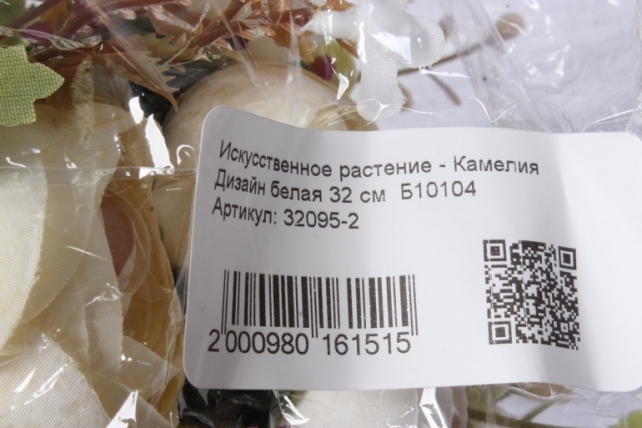 Искусственное растение - Камелия
Дизайн белая 32 см Б10104
Артикул: 32095-2
2 000980 161515